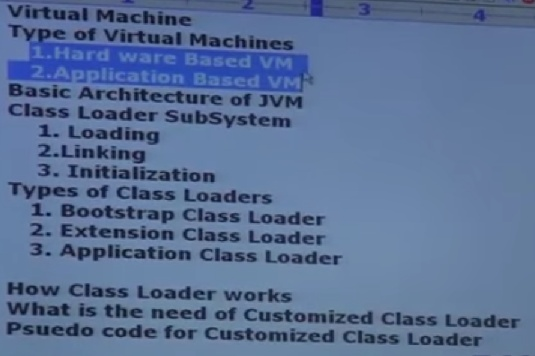 2 3 4
Virtual Machine
Type of Virtual Machines
1.Hard ware Based VM
2.Application Based VM
Basic Architecture of JVM
Class Loader SubSystem
1. Loading
2.Linking
3. Initialization
Types of Class Loaders
1. Bootstrap Class Loader
2. Extension Class Loader
3. Application Class Loader
How Class Loader works
What is the need of Customized Class Loader
Psuedo code for Customized Class Loader